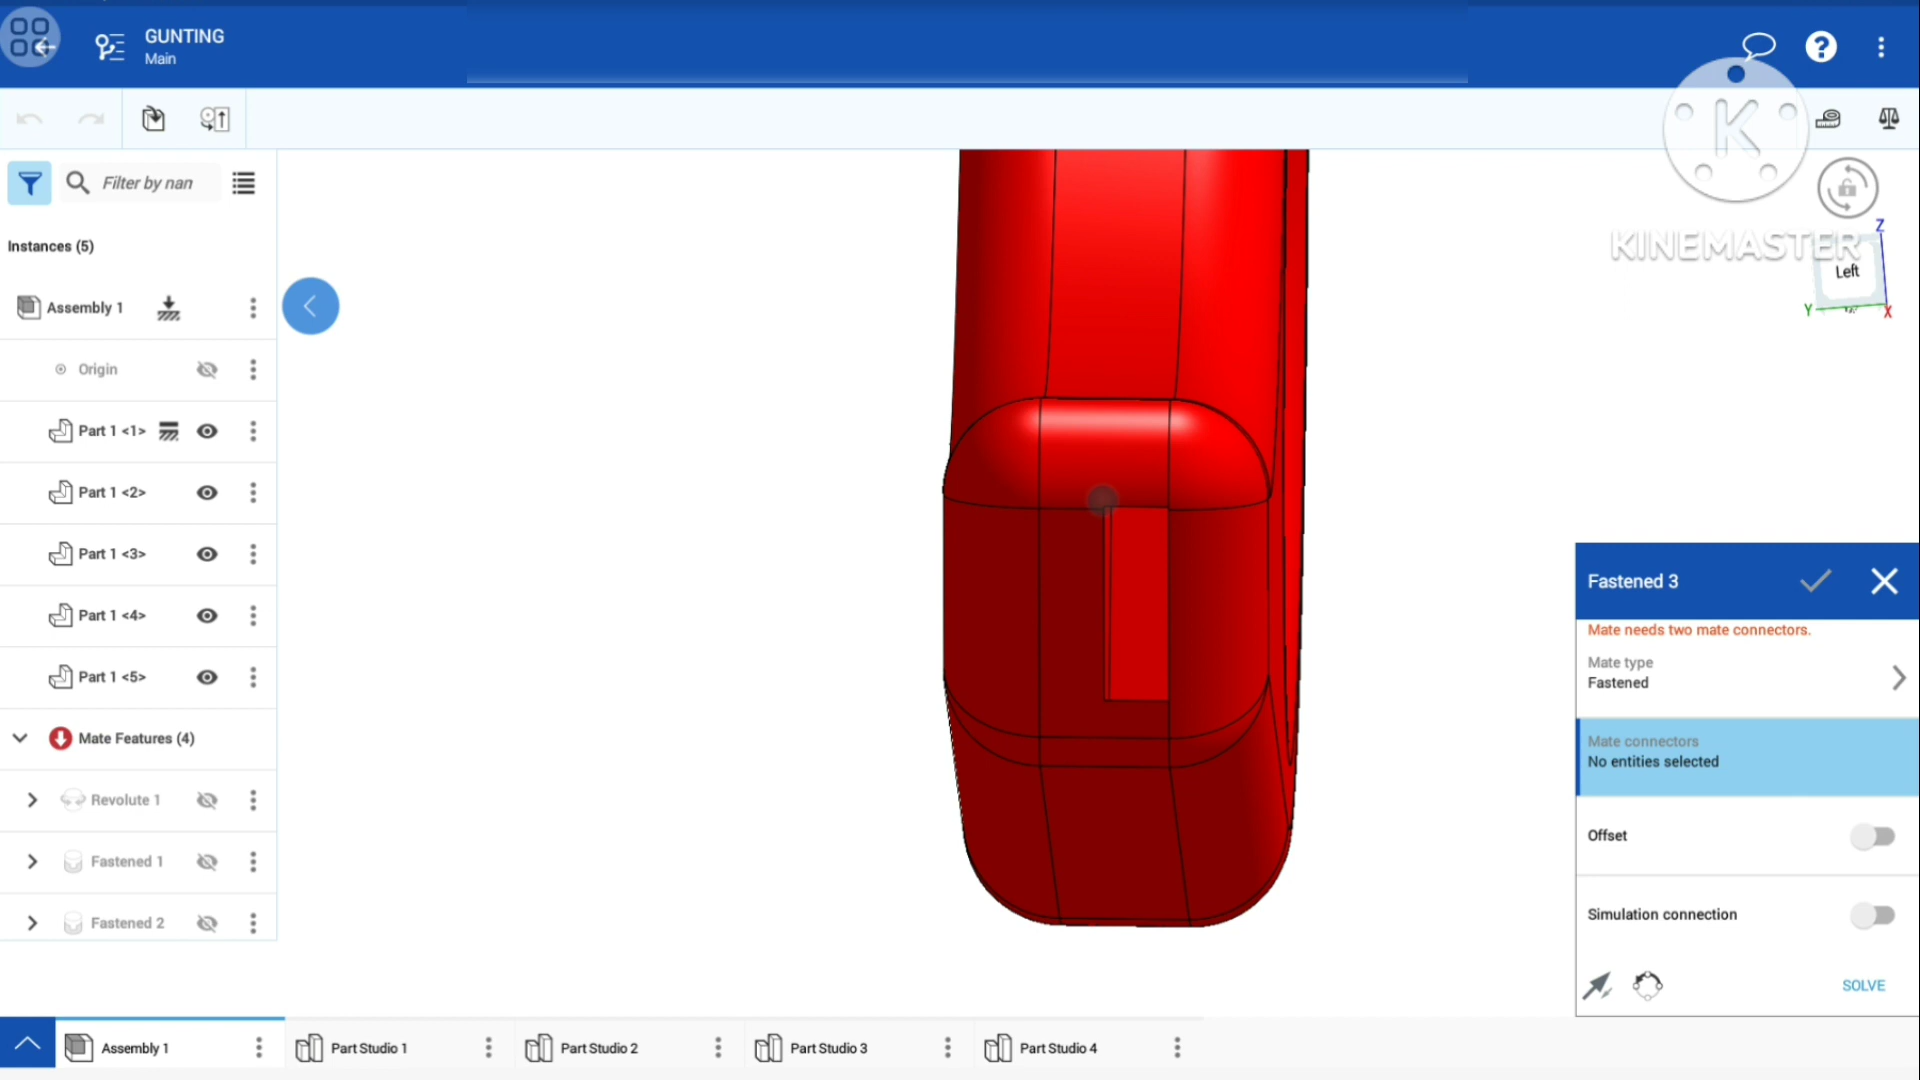 GUNTING
Main
?
K
KINEMASTER
Filter by nan
Instances (5)
Z
Left
Y
X
Assembly 1
Origin
Part 1 <1>
Part 1 <2>
Part 1 <3>
Part 1 <4>
Part 1 <5>
Mate Features (4)
Revolute 1
Fastened 1
Fastened 2
Fastened 3
Mate needs two mate connectors.
Mate type
Fastened
Mate connectors
No entities selected
Offset
Simulation connection
SOLVE
Assembly 1
Part Studio 1
Part Studio 2
Part Studio 3
Part Studio 4